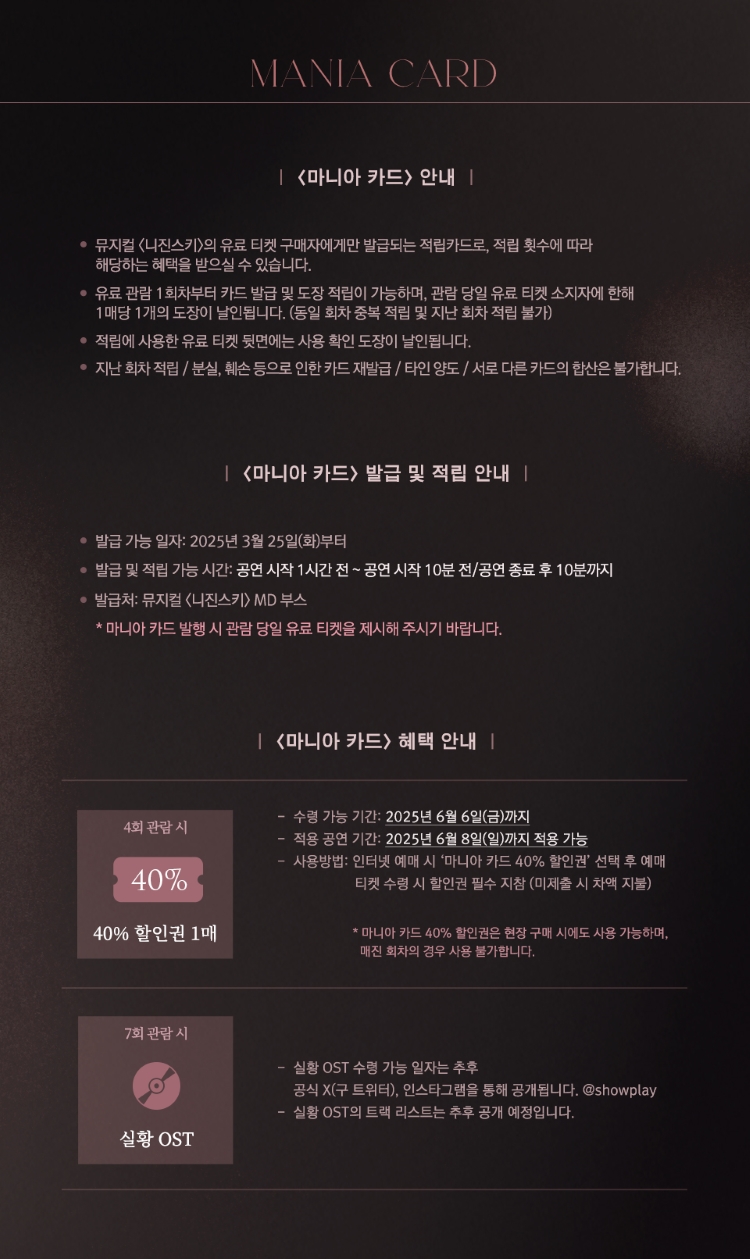 MANIA CARD
| <마니아 카드> 안내 |
• 뮤지컬 <니진스키>의 유료 티켓 구매자에게만 발급되는 적립카드로, 적립 횟수에 따라
해당하는 혜택을 받으실 수 있습니다.
• 유료 관람 1회차부터 카드 발급 및 도장 적립이 가능하며, 관람 당일 유료 티켓 소지자에 한해
1매당 1개의 도장이 날인됩니다. (동일 회차 중복 적립 및 지난 회차 적립 불가)
• 적립에 사용한 유료 티켓 뒷면에는 사용 확인 도장이 날인됩니다.
• 지난 회차 적립 / 분실, 훼손 등으로 인한 카드 재발급 / 타인 양도 / 서로 다른 카드의 합산은 불가합니다.
| <마니아 카드> 발급 및 적립 안내 |
• 발급 가능 일자: 2025년 3월 25일(화)부터
• 발급 및 적립 가능 시간: 공연 시작 1시간 전 ~ 공연 시작 10분 전/공연 종료 후 10분까지
• 발급처: 뮤지컬 <니진스키> MD 부스
* 마니아 카드 발행 시 관람 당일 유료 티켓을 제시해 주시기 바랍니다.
| <마니아 카드> 혜택 안내 |
4회 관람 시
40%
40% 할인권 1매
- 수령 가능 기간: 2025년 6월 6일(금)까지
- 적용 공연 기간: 2025년 6월 8일(일)까지 적용 가능
- 사용방법: 인터넷 예매 시 '마니아 카드 40% 할인권' 선택 후 예매
티켓 수령 시 할인권 필수 지참 (미제출 시 차액 지불)
* 마니아 카드 40% 할인권은 현장 구매 시에도 사용 가능하며,
매진 회차의 경우 사용 불가합니다.
7회 관람 시
실황 OST
- 실황 OST 수령 가능 일자는 추후
공식 X(구 트위터), 인스타그램을 통해 공개됩니다. @showplay
- 실황 OST의 트랙 리스트는 추후 공개 예정입니다.